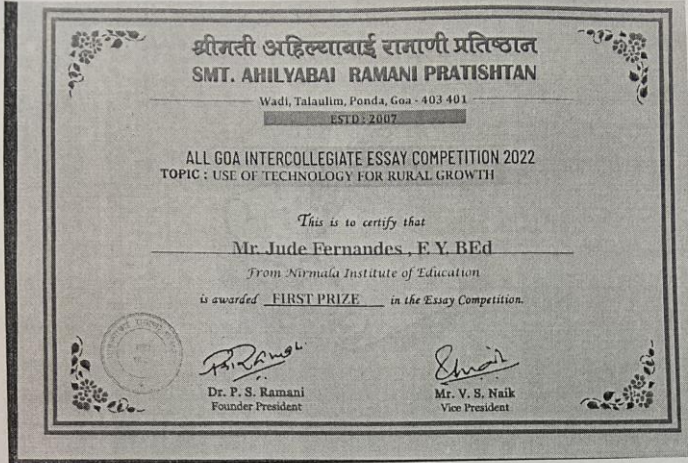 श्रीमती अहिल्याबाई रामाणी प्रतिष्ठान
SMT. AHILYABAI RAMANI PRATISHTAN
Wadi, Talaulim, Ponda, Goa - 403 401
ESTD : 2007
ALL GOA INTERCOLLEGIATE ESSAY COMPETITION 2022
TOPIC : USE OF TECHNOLOGY FOR RURAL GROWTH
This is to certify that
Mr. Jude Fernandes , F. Y. BEd
From Nirmala Institute of Education
is awarded FIRST PRIZE in the Essay Competition.
Dr. P. S. Ramani
Founder President
Mr. V. S. Naik
Vice President